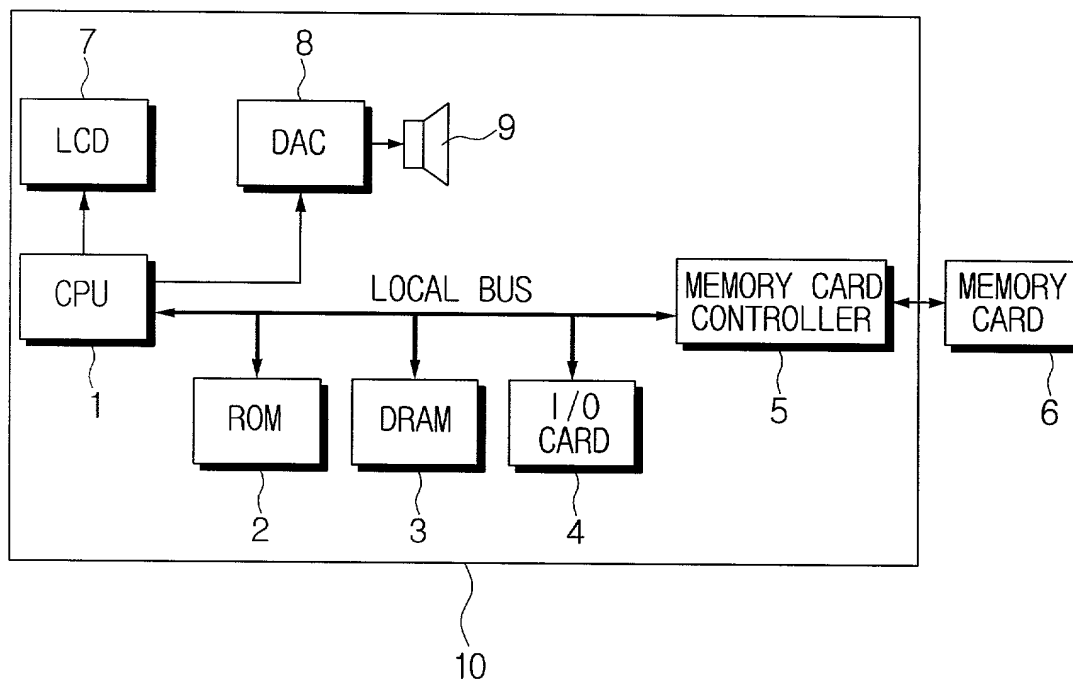 7
8
LCD
DAC
9
CPU
LOCAL BUS
MEMORY CARD
CONTROLLER
MEMORY
CARD
1
ROM
DRAM
I/O
CARD
5
6
2
3
4
10